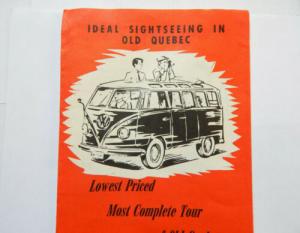 IDEAL SIGHTSEEING IN
OLD QUEBEC
Lowest Priced
Most Complete Tour